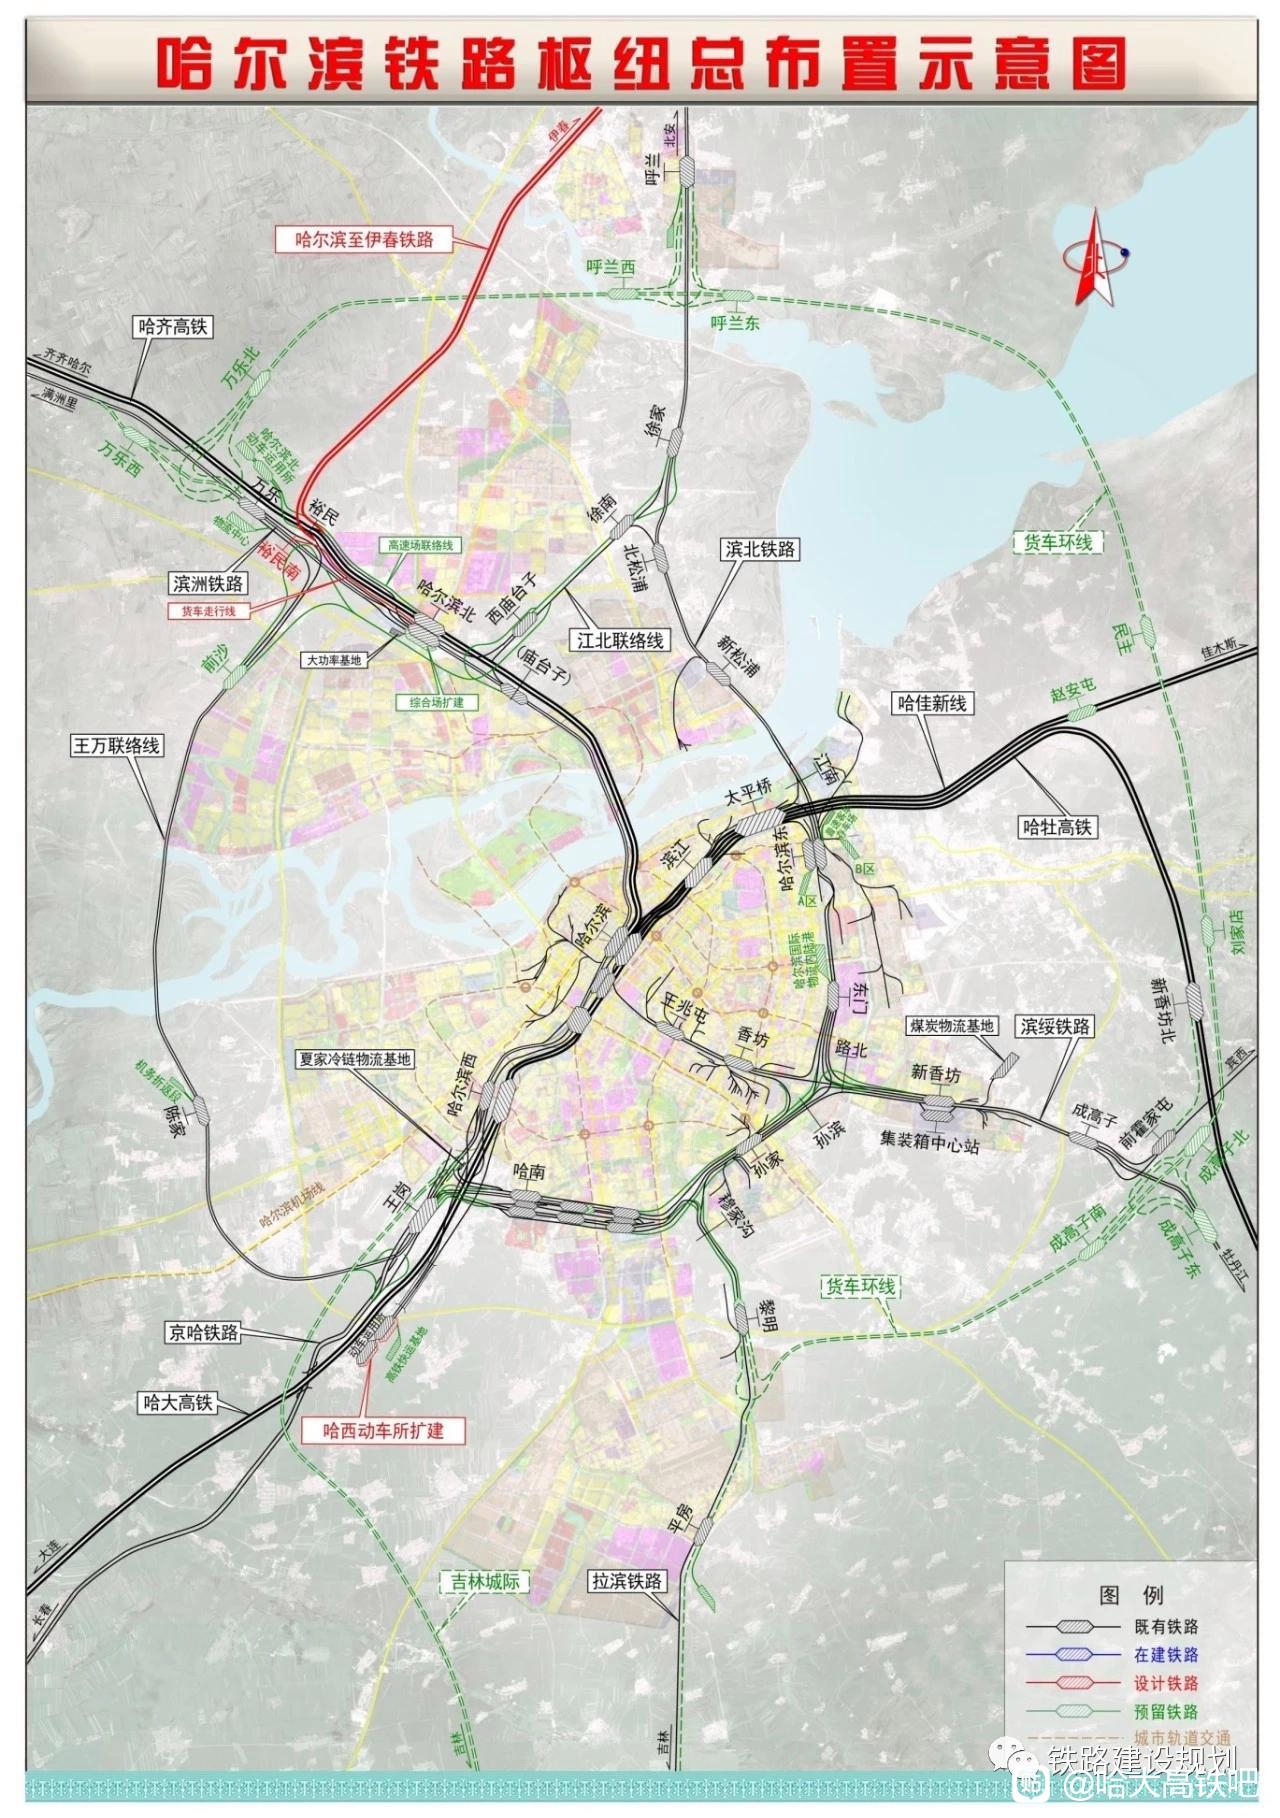 哈尔滨铁路枢纽总布置示意图
伊春
北安
呼兰
哈尔滨至伊春铁路
呼兰西
呼兰东
哈齐高铁
齐齐哈尔
满洲里
万乐北
万乐西
哈尔滨北
动车运用所
万乐
物流中心
裕民
裕民南
徐家
徐南
高速场联络线
货车环线
北松浦
滨北铁路
滨洲铁路
货车走行线
哈尔滨北
西庙台子
江北联络线
民主
大功率基地
(庙台子)
新松浦
佳木斯
前沙
综合场扩建
赵安屯
哈佳新线
王万联络线
江南
太平桥
哈牡高铁
滨江
哈尔滨东
B区
A区
哈尔滨
哈尔滨国际
物流内陆港
刘家店
东门
新香坊北
王兆屯
香坊
煤炭物流基地
滨绥铁路
路北
夏家冷链物流基地
哈尔滨西
宾西
机务折返段
陈家
新香坊
成高子
前霍家屯
孙滨
集装箱中心站
成高子北
孙家
哈南
王岗
哈尔滨机场线
穆家沟
成高子南
成高子东
牡丹江
货车环线
黎明
京哈铁路
动车运用所
高铁快运基地
哈大高铁
哈西动车所扩建
平房
大连
吉林城际
拉滨铁路
长春
吉林
吉林
图例
既有铁路
在建铁路
设计铁路
预留铁路
城市轨道交通
铁路建设规划
@哈大高铁吧